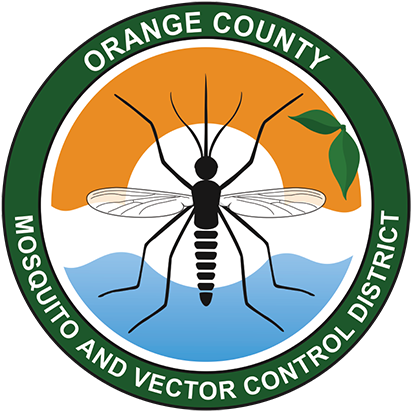 ORANGE COUNTY
MOSQUITO AND VECTOR CONTROL DISTRICT